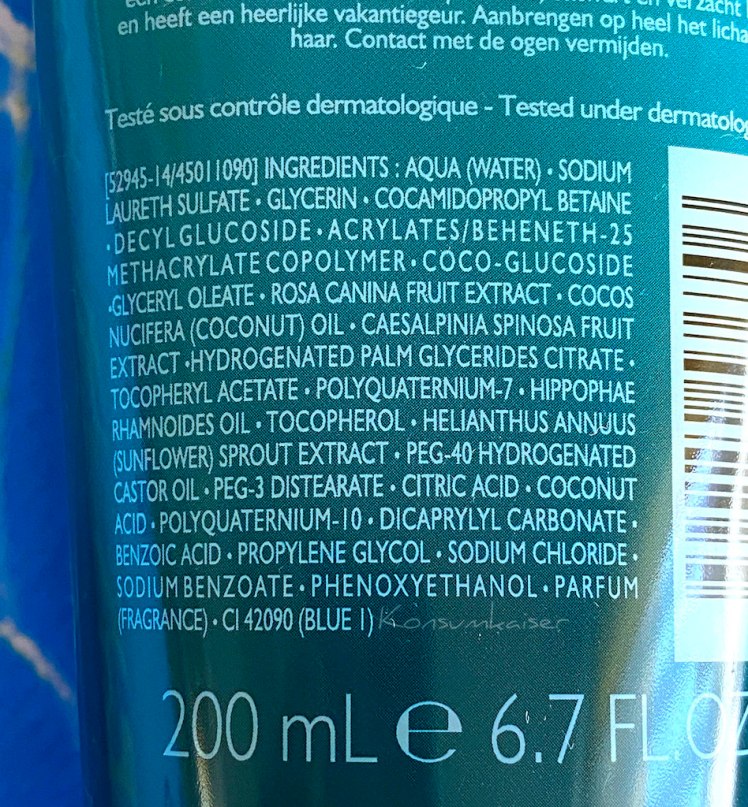 en heeft een heerlijke vakantiegeur. Aanbrengen op heel het
haar. Contact met de ogen vermijden.
Testé sous contrôle dermatologique - Tested under
[52945-14/45011090] INGREDIENTS : AQUA (WATER) • SODIUM
LAURETH SULFATE • GLYCERIN • COCAMIDOPROPYL BETAINE
• DECYL GLUCOSIDE • ACRYLATES/BEHENETH-25
METHACRYLATE COPOLYMER • COCO-GLUCOSIDE
•GLYCERYL OLEATE • ROSA CANINA FRUIT EXTRACT • COCOS
NUCIFERA (COCONUT) OIL • CAESALPINIA SPINOSA FRUIT
EXTRACT •HYDROGENATED PALM GLYCERIDES CITRATE •
TOCOPHERYL ACETATE • POLYQUATERNIUM-7 • HIPPOPHAE
RHAMNOIDES OIL • TOCOPHEROL • HELIANTHUS ANNUUS
(SUNFLOWER) SPROUT EXTRACT • PEG-40 HYDROGENATED
CASTOR OIL • PEG-3 DISTEARATE • CITRIC ACID • COCONUT
ACID • POLYQUATERNIUM-10 • DICAPRYLYL CARBONATE •
BENZOIC ACID • PROPYLENE GLYCOL • SODIUM CHLORIDE •
SODIUM BENZOATE • PHENOXYETHANOL • PARFUM
(FRAGRANCE) • CI 42090 (BLUE 1) Konsumkaiser
200 mL e 6.7 FL.OZ